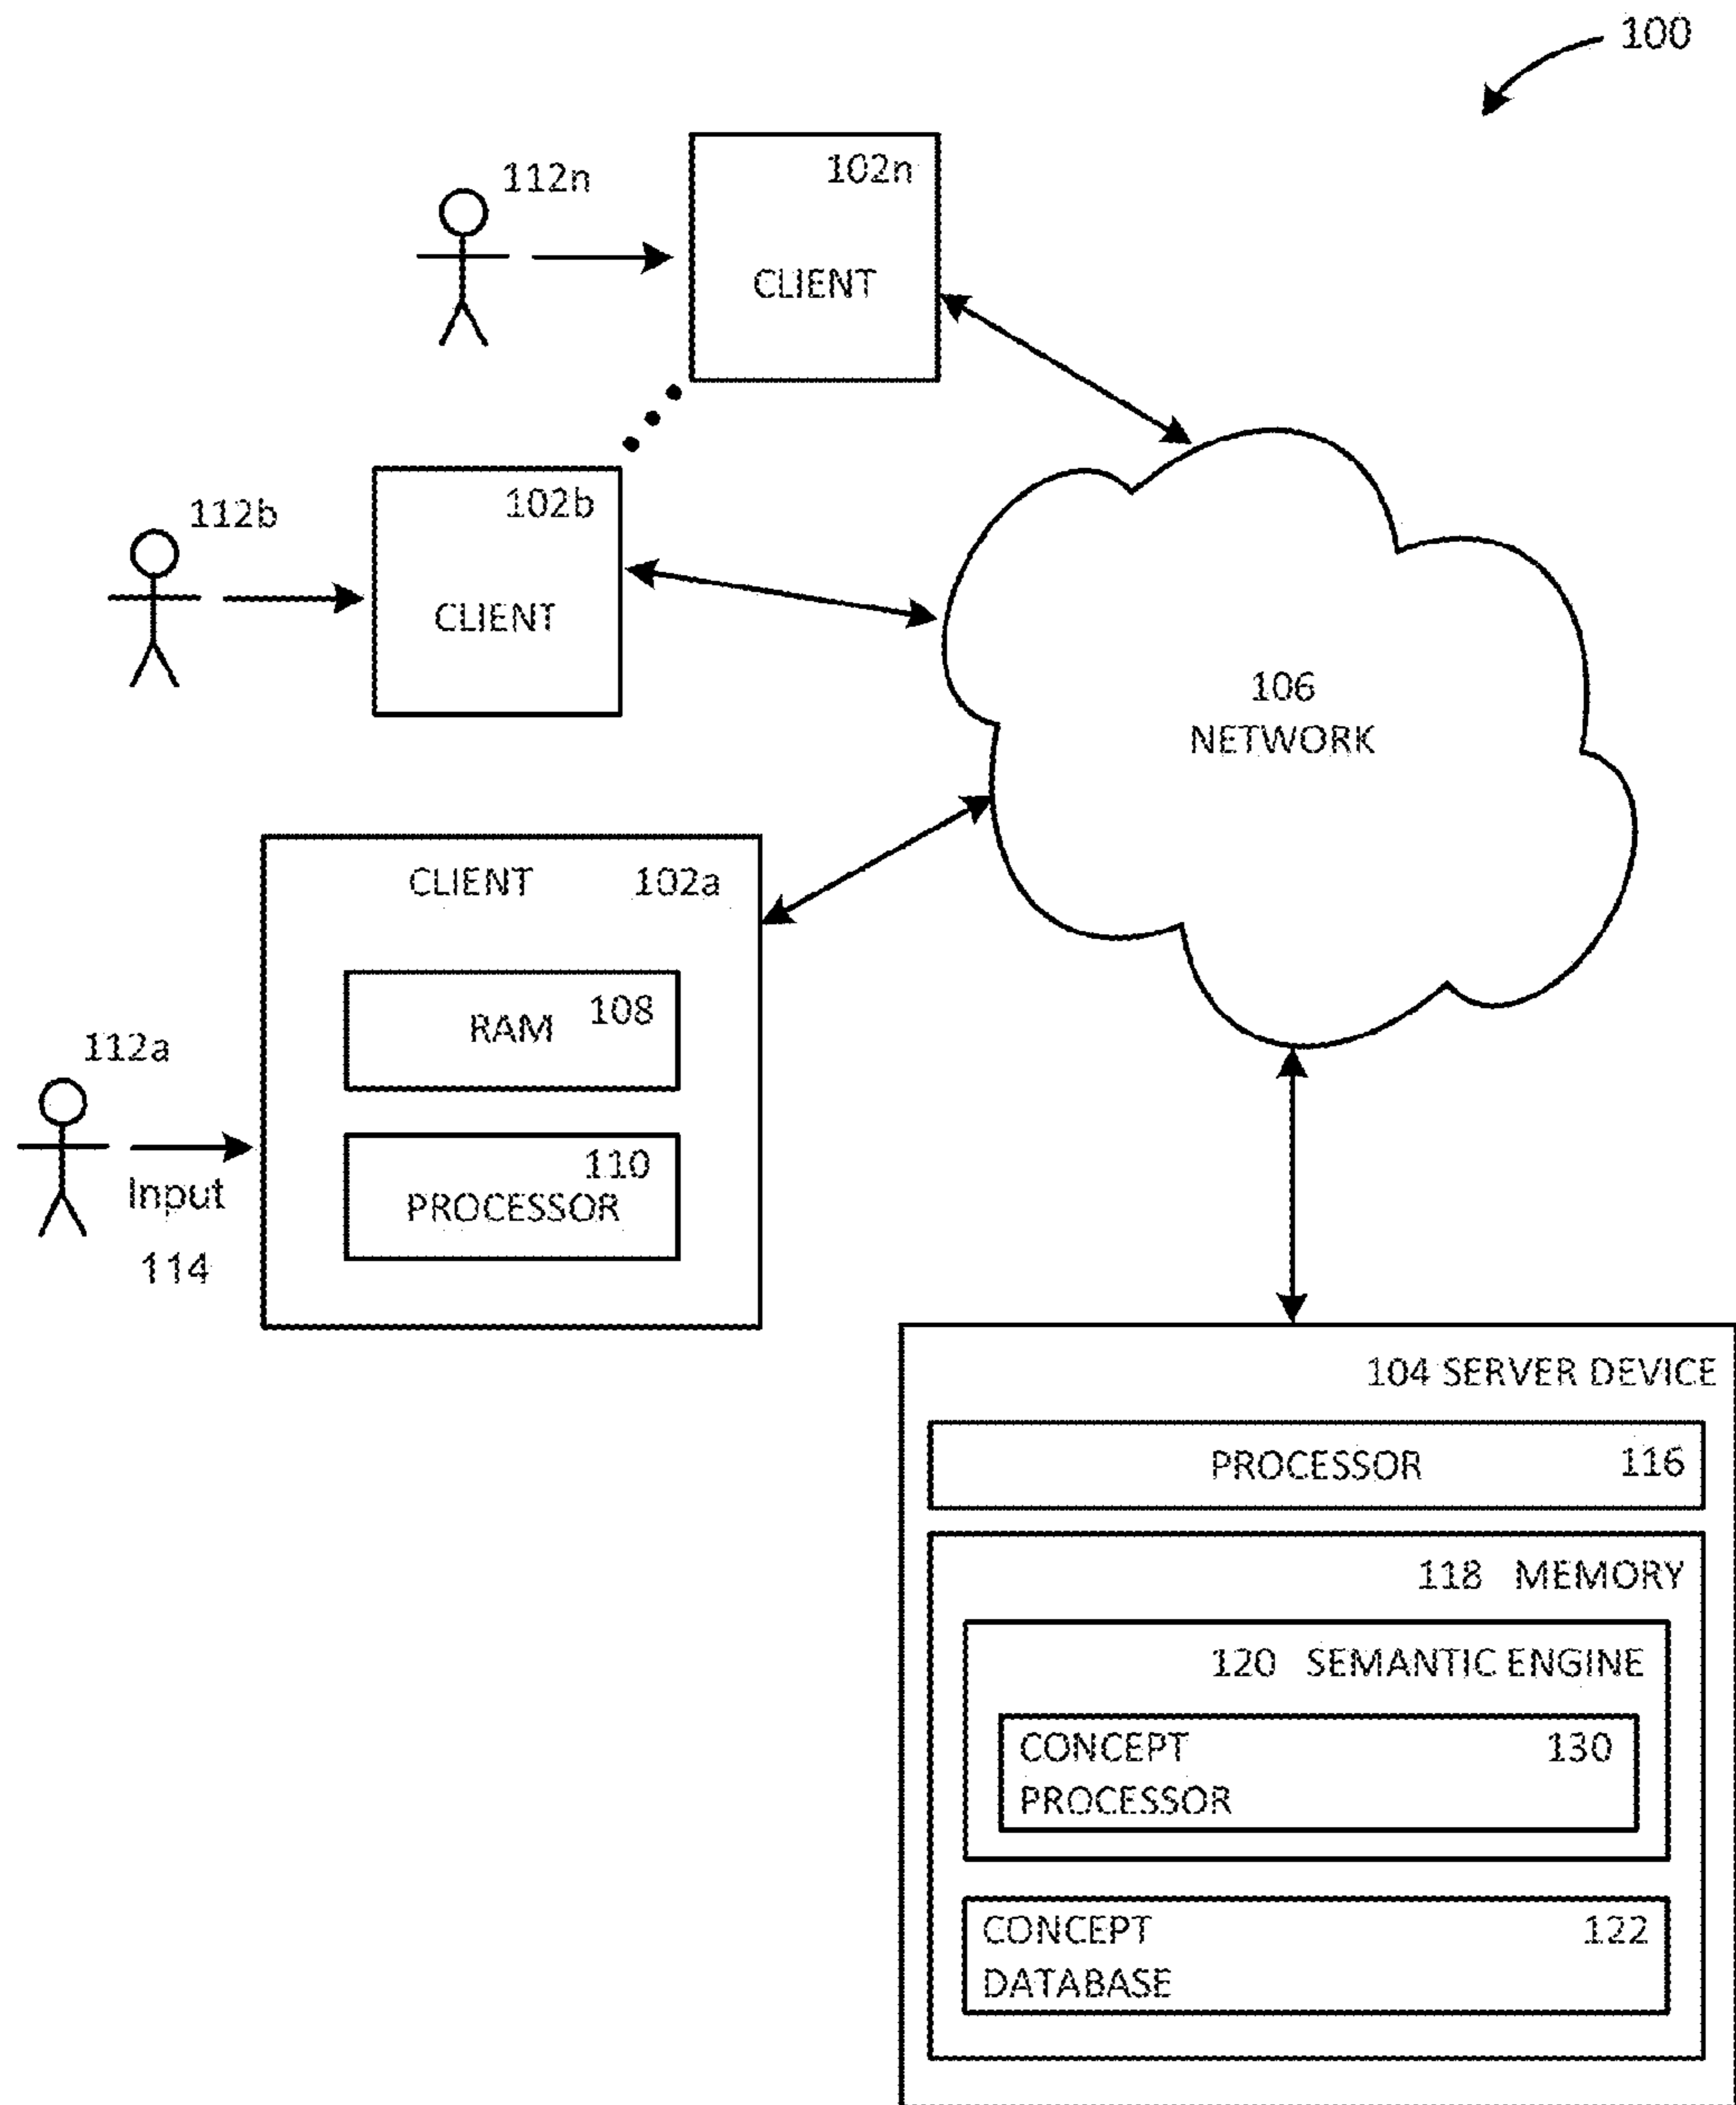 100
112n
102n
CLIENT
112b
102b
CLIENT
106
NETWORK
CLIENT 102a
RAM 108
112a
110
PROCESSOR
Input
114
104 SERVER DEVICE
PROCESSOR 116
118 MEMORY
120 SEMANTIC ENGINE
CONCEPT 130
PROCESSOR
CONCEPT 122
DATABASE